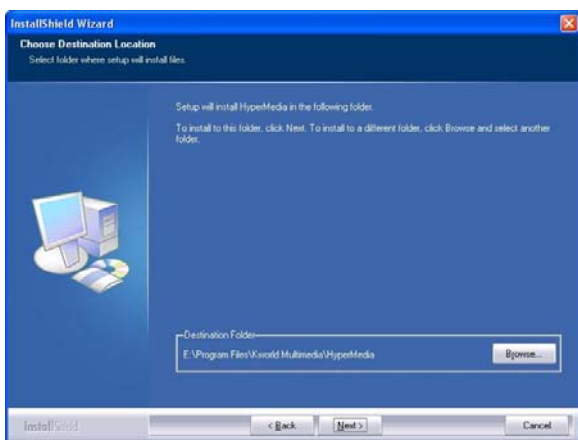 InstallShield Wizard
Choose Destination Location
Select folder where setup will install files.
Setup will install HyperMedia in the following folder.
To install to this folder, click Next. To install to a different folder, click Browse and select another
folder.
Destination Folder
E:\Program Files\Kworld Multimedia\HyperMedia
Browse...
InstallShield
< Back
Next >
Cancel